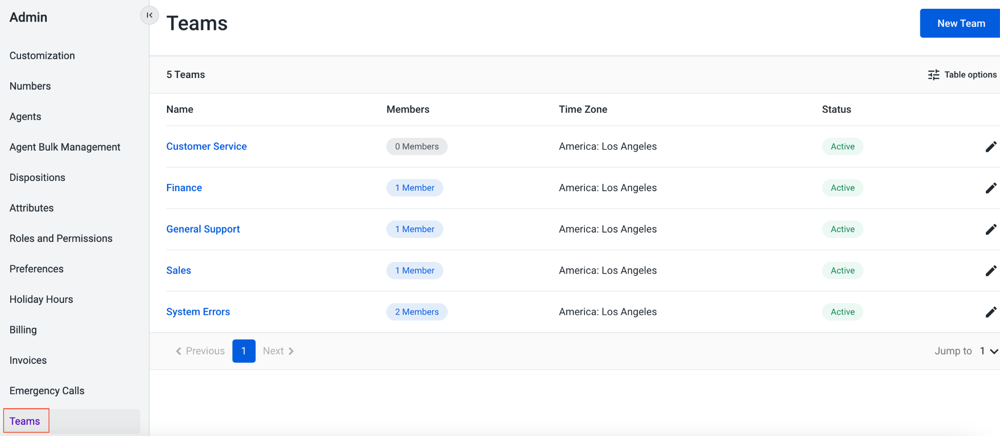 Admin
Customization
Numbers
Agents
Agent Bulk Management
Dispositions
Attributes
Roles and Permissions
Preferences
Holiday Hours
Billing
Invoices
Emergency Calls
Teams
Teams
New Team
5 Teams
Table options
Name Members Time Zone Status
Customer Service 0 Members America: Los Angeles Active
Finance 1 Member America: Los Angeles Active
General Support 1 Member America: Los Angeles Active
Sales 1 Member America: Los Angeles Active
System Errors 2 Members America: Los Angeles Active
Previous 1 Next
Jump to 1